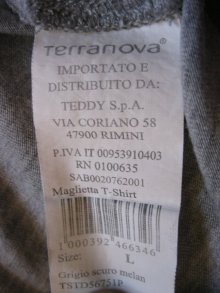 terranova®
IMPORTATO E
DISTRIBUITO DA:
TEDDY S.p.A.
VIA CORIANO 58
47900 RIMINI
P.IVA IT 00953910403
RN 0100635
SAB0020762001
Maglietta T-Shirt
1 000392 466346
Size: L
Grigio scuro melan
TSTD56751P